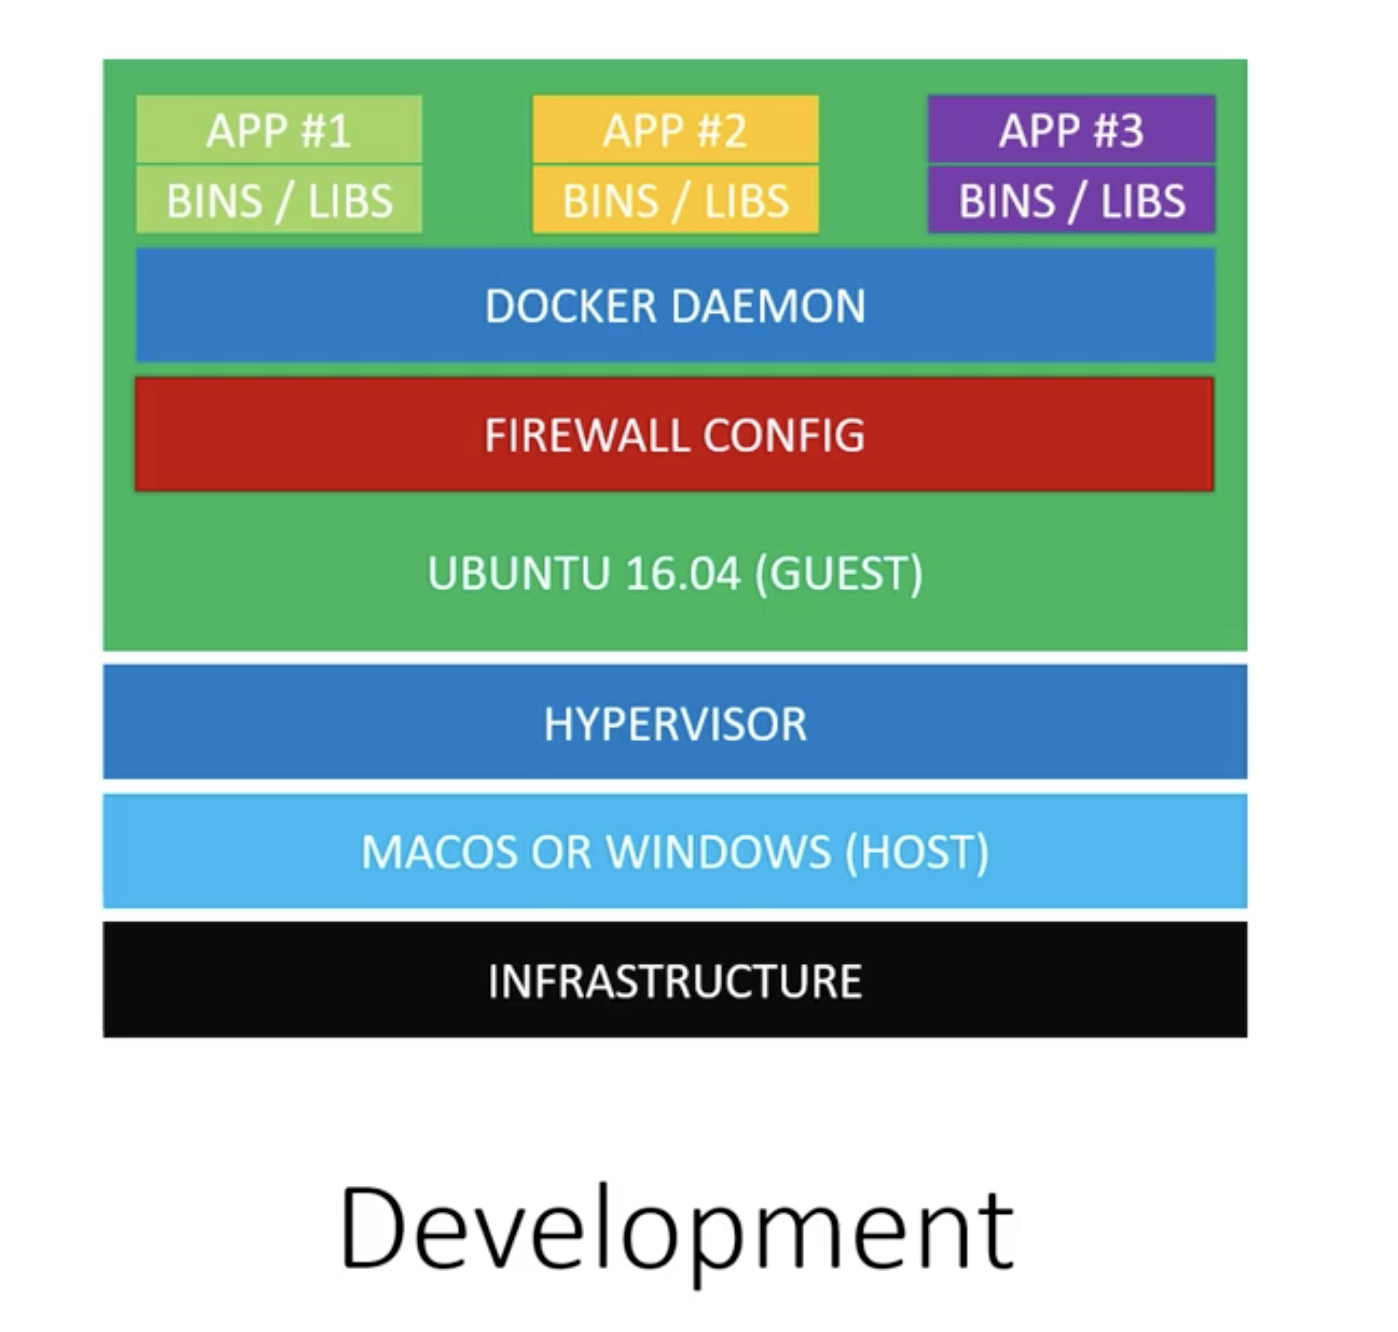 APP #1
APP #2
APP #3
BINS / LIBS
BINS / LIBS
BINS / LIBS
DOCKER DAEMON
FIREWALL CONFIG
UBUNTU 16.04 (GUEST)
HYPERVISOR
MACOS OR WINDOWS (HOST)
INFRASTRUCTURE
Development